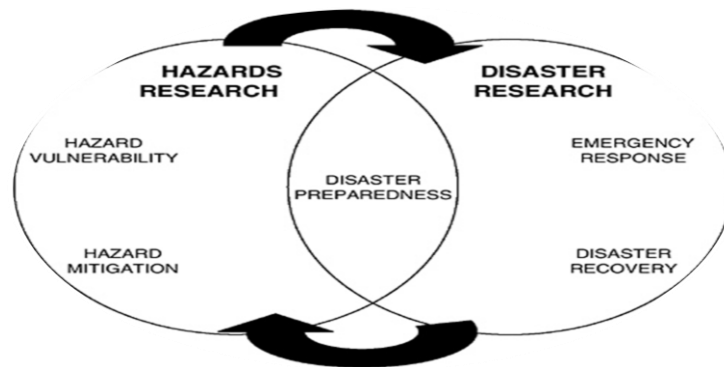 HAZARDS
RESEARCH
DISASTER
RESEARCH
HAZARD
VULNERABILITY
EMERGENCY
RESPONSE
DISASTER
PREPAREDNESS
HAZARD
MITIGATION
DISASTER
RECOVERY